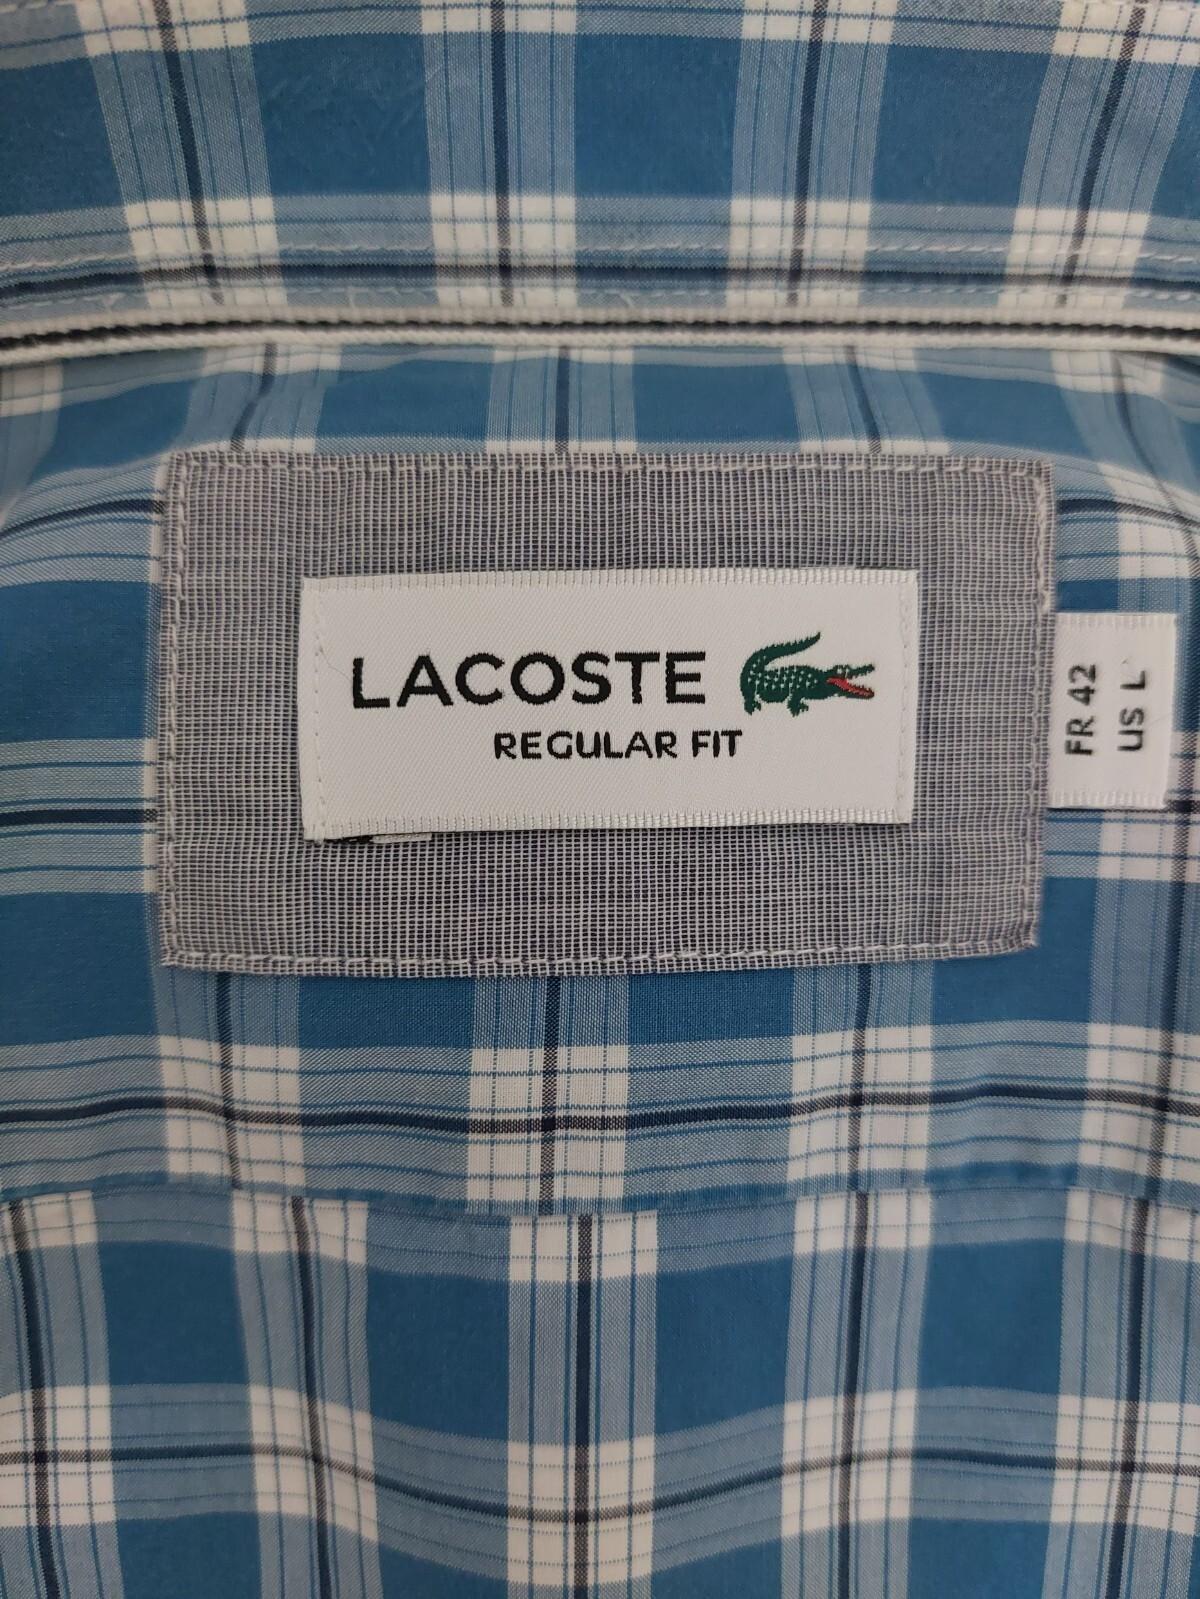 LACOSTE
REGULAR FIT
FR 42
US L